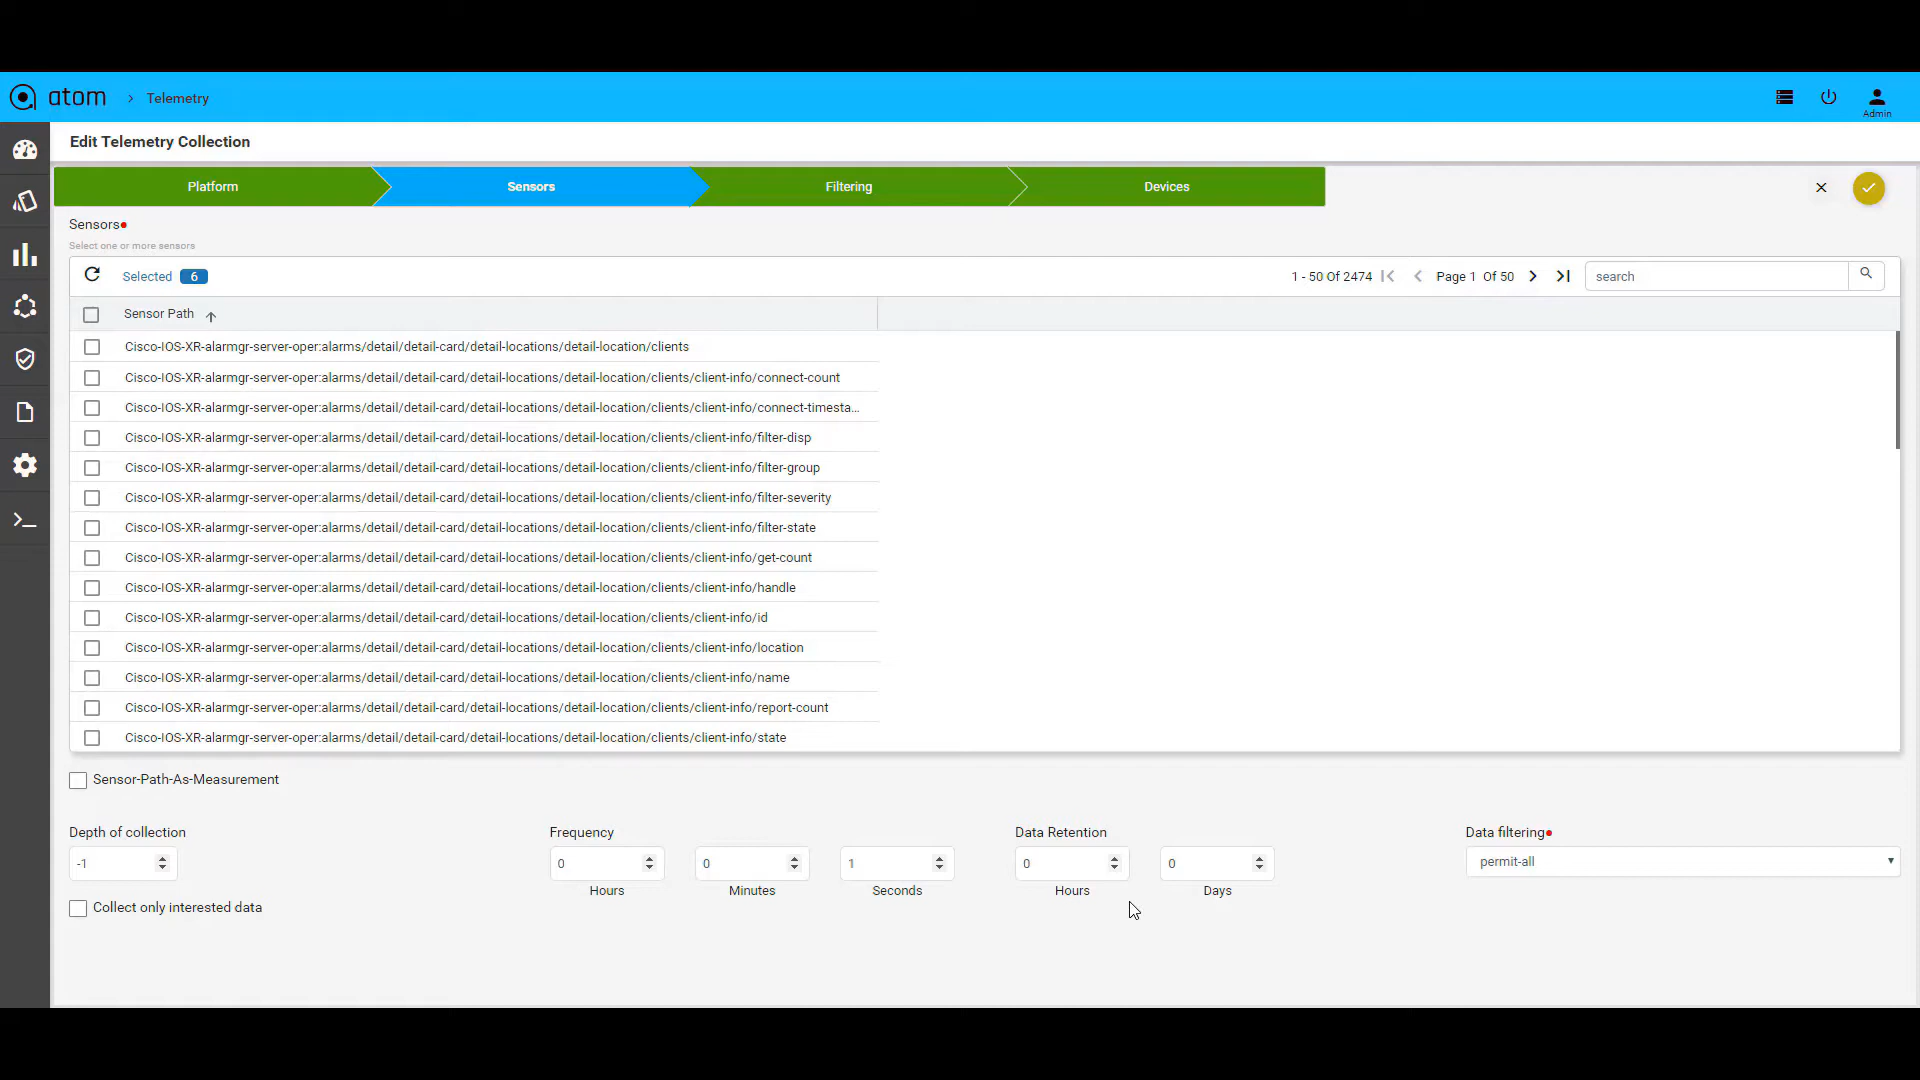 atom > Telemetry
Admin
Edit Telemetry Collection
Platform Sensors Filtering Devices
Sensors
Select one or more sensors
Selected 6 1 - 50 Of 2474 Page 1 Of 50 search
Sensor Path
Cisco-IOS-XR-alarmgr-server-oper:alarms/detail/detail-card/detail-locations/detail-location/clients
Cisco-IOS-XR-alarmgr-server-oper:alarms/detail/detail-card/detail-locations/detail-location/clients/client-info/connect-count
Cisco-IOS-XR-alarmgr-server-oper:alarms/detail/detail-card/detail-locations/detail-location/clients/client-info/connect-timesta...
Cisco-IOS-XR-alarmgr-server-oper:alarms/detail/detail-card/detail-locations/detail-location/clients/client-info/filter-disp
Cisco-IOS-XR-alarmgr-server-oper:alarms/detail/detail-card/detail-locations/detail-location/clients/client-info/filter-group
Cisco-IOS-XR-alarmgr-server-oper:alarms/detail/detail-card/detail-locations/detail-location/clients/client-info/filter-severity
Cisco-IOS-XR-alarmgr-server-oper:alarms/detail/detail-card/detail-locations/detail-location/clients/client-info/filter-state
Cisco-IOS-XR-alarmgr-server-oper:alarms/detail/detail-card/detail-locations/detail-location/clients/client-info/get-count
Cisco-IOS-XR-alarmgr-server-oper:alarms/detail/detail-card/detail-locations/detail-location/clients/client-info/handle
Cisco-IOS-XR-alarmgr-server-oper:alarms/detail/detail-card/detail-locations/detail-location/clients/client-info/id
Cisco-IOS-XR-alarmgr-server-oper:alarms/detail/detail-card/detail-locations/detail-location/clients/client-info/location
Cisco-IOS-XR-alarmgr-server-oper:alarms/detail/detail-card/detail-locations/detail-location/clients/client-info/name
Cisco-IOS-XR-alarmgr-server-oper:alarms/detail/detail-card/detail-locations/detail-location/clients/client-info/report-count
Cisco-IOS-XR-alarmgr-server-oper:alarms/detail/detail-card/detail-locations/detail-location/clients/client-info/state
Sensor-Path-As-Measurement
Depth of collection Frequency Data Retention Data filtering
-1 0 0 1 0 0 permit-all
Hours Minutes Seconds Hours Days
Collect only interested data